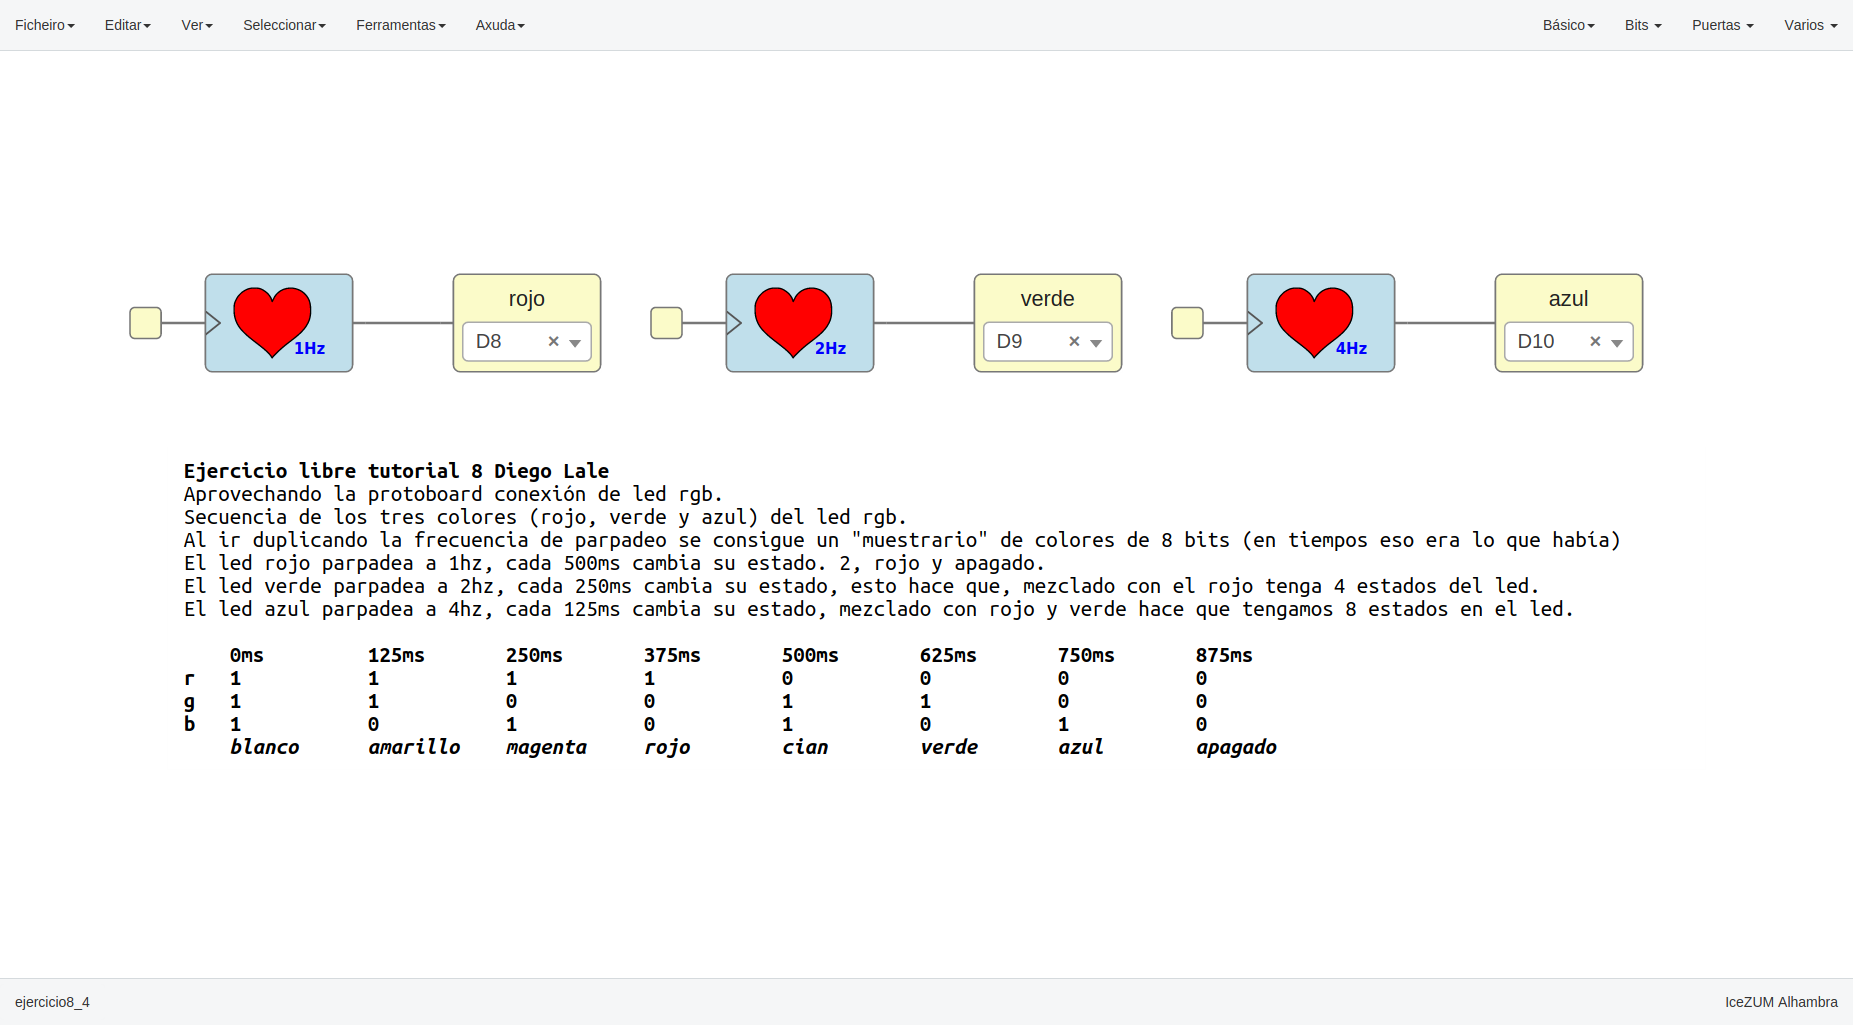 Ficheiro Editar Ver Seleccionar Ferramentas Axuda Básico Bits Puertas Varios
rojo verde azul
D8 × D9 × D10 ×
1Hz 2Hz 4Hz
Ejercicio libre tutorial 8 Diego Lale
Aprovechando la protoboard conexión de led rgb.
Secuencia de los tres colores (rojo, verde y azul) del led rgb.
Al ir duplicando la frecuencia de parpadeo se consigue un "muestrario" de colores de 8 bits (en tiempos eso era lo que había)
El led rojo parpadea a 1hz, cada 500ms cambia su estado. 2, rojo y apagado.
El led verde parpadea a 2hz, cada 250ms cambia su estado, esto hace que, mezclado con el rojo tenga 4 estados del led.
El led azul parpadea a 4hz, cada 125ms cambia su estado, mezclado con rojo y verde hace que tengamos 8 estados en el led.
0ms 125ms 250ms 375ms 500ms 625ms 750ms 875ms
r 1 1 1 1 0 0 0 0
g 1 1 0 0 1 1 0 0
b 1 0 1 0 1 0 1 0
blanco amarillo magenta rojo cian verde azul apagado
ejercicio8_4 IceZUM Alhambra